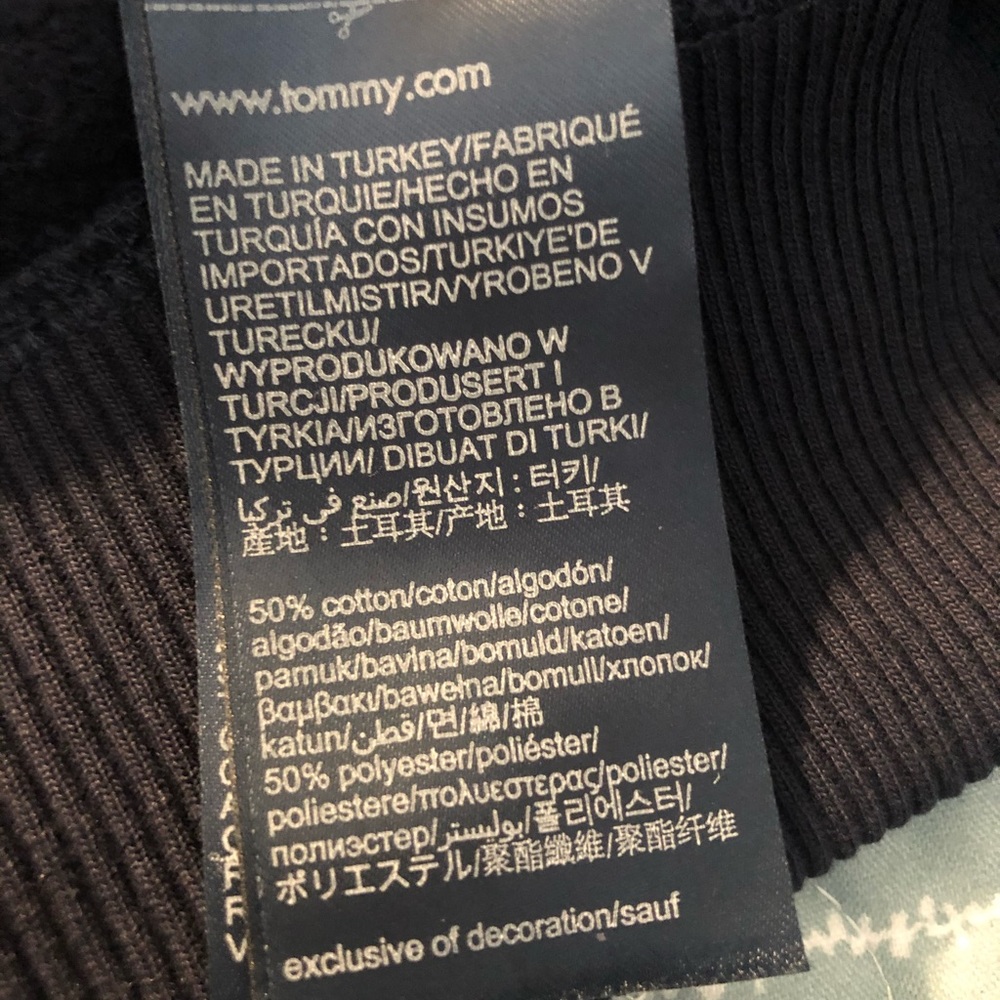 www.tommy.com
MADE IN TURKEY/FABRIQUÉ
EN TURQUIE/HECHO EN
TURQUÍA CON INSUMOS
IMPORTADOS/TURKIYE'DE
URETILMISTIR/VYROBENO V
TURECKU/
WYPRODUKOWANO W
TURCJI/PRODUSERT I
TYRKIA/ИЗГОТОВЛЕНО В
ТУРЦИИ/ DIBUAT DI TURKI/
صنع في تركيا/원산지 : 터키/
産地 : 土耳其/产地 : 土耳其
50% cotton/coton/algodón/
algodão/baumwolle/cotone/
pamuk/bavlna/bomuld/katoen/
βαμβακι/bawełna/bomull/хлопок/
katun/قطن/면/綿/棉
50% polyester/poliéster/
poliestere/πολυεστερας/poliester/
полиэстер/بوليستر/폴리에스터/
ポリエステル/聚酯纖維/聚酯纤维
exclusive of decoration/sauf